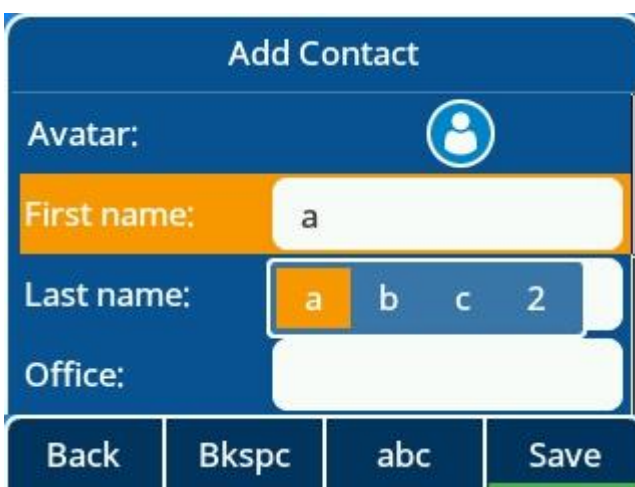 Add Contact
Avatar:
First name: a
Last name: a b c 2
Office:
Back Bkspc abc Save